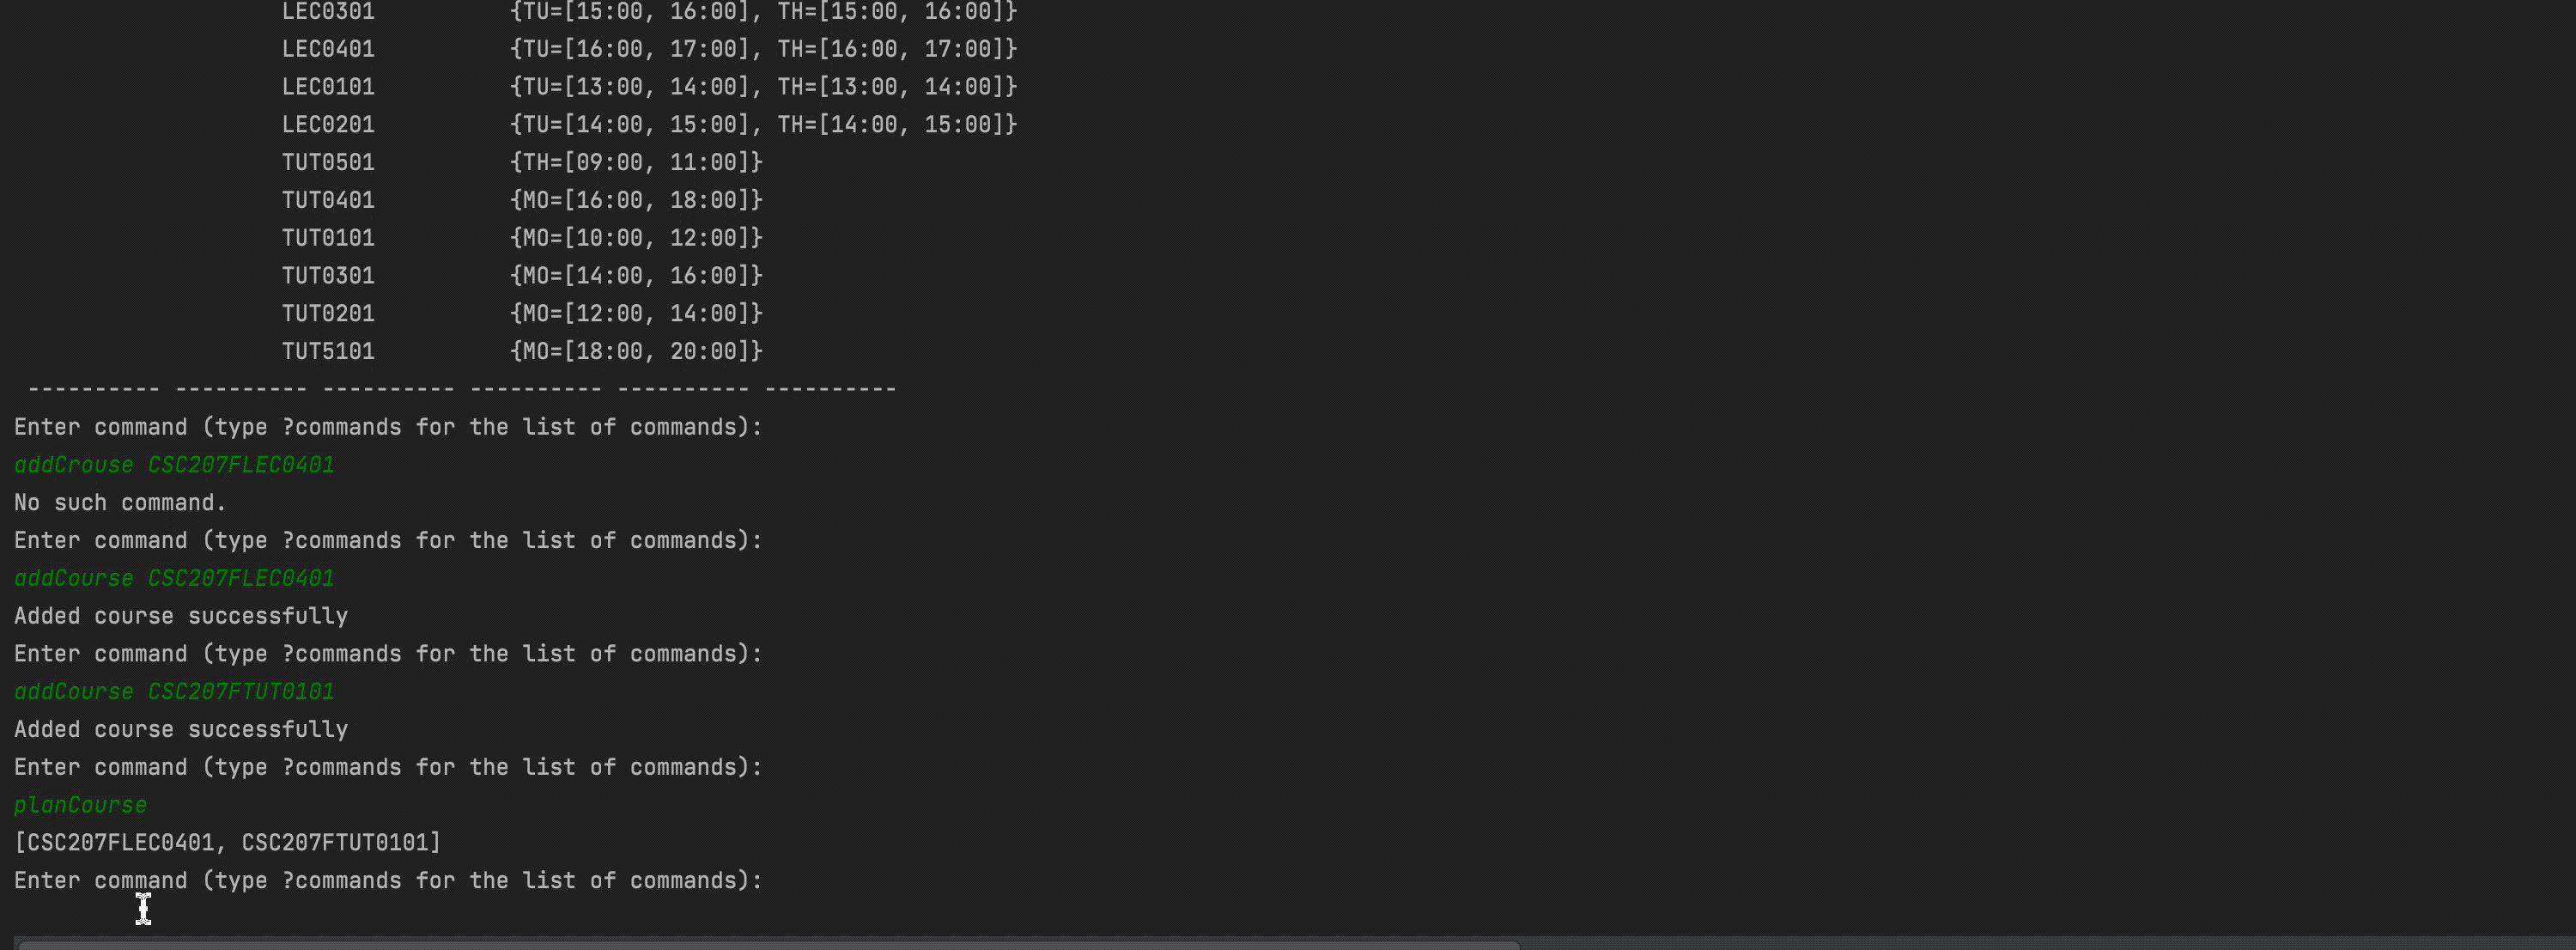 LEC0301 {TU=[15:00, 16:00], TH=[15:00, 16:00]}
LEC0401 {TU=[16:00, 17:00], TH=[16:00, 17:00]}
LEC0101 {TU=[13:00, 14:00], TH=[13:00, 14:00]}
LEC0201 {TU=[14:00, 15:00], TH=[14:00, 15:00]}
TUT0501 {TH=[09:00, 11:00]}
TUT0401 {MO=[16:00, 18:00]}
TUT0101 {MO=[10:00, 12:00]}
TUT0301 {MO=[14:00, 16:00]}
TUT0201 {MO=[12:00, 14:00]}
TUT5101 {MO=[18:00, 20:00]}
---------- ---------- ---------- ---------- ---------- ----------
Enter command (type ?commands for the list of commands):
addCrouse CSC207FLEC0401
No such command.
Enter command (type ?commands for the list of commands):
addCourse CSC207FLEC0401
Added course successfully
Enter command (type ?commands for the list of commands):
addCourse CSC207FTUT0101
Added course successfully
Enter command (type ?commands for the list of commands):
planCourse
[CSC207FLEC0401, CSC207FTUT0101]
Enter command (type ?commands for the list of commands):